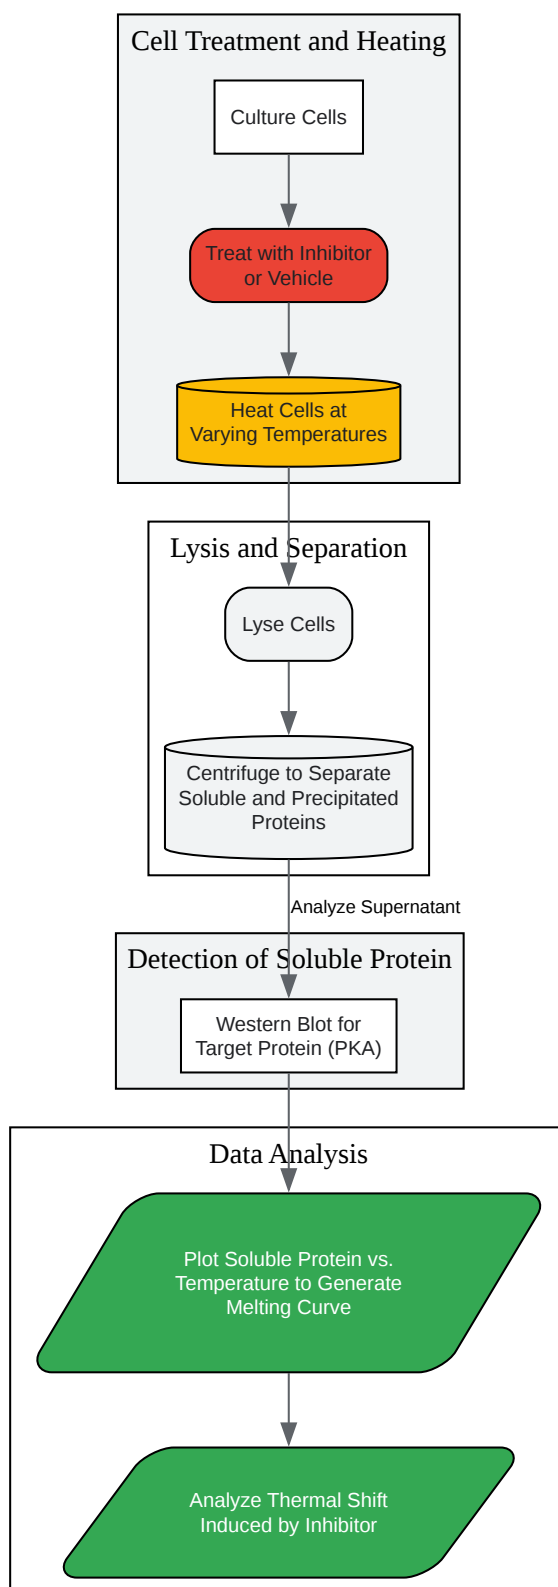 Cell Treatment and Heating
Culture Cells
Treat with Inhibitor
or Vehicle
Heat Cells at
Varying Temperatures
Lysis and Separation
Lyse Cells
Centrifuge to Separate
Soluble and Precipitated
Proteins
Analyze Supernatant
Detection of Soluble Protein
Western Blot for
Target Protein (PKA)
Data Analysis
Plot Soluble Protein vs.
Temperature to Generate
Melting Curve
Analyze Thermal Shift
Induced by Inhibitor